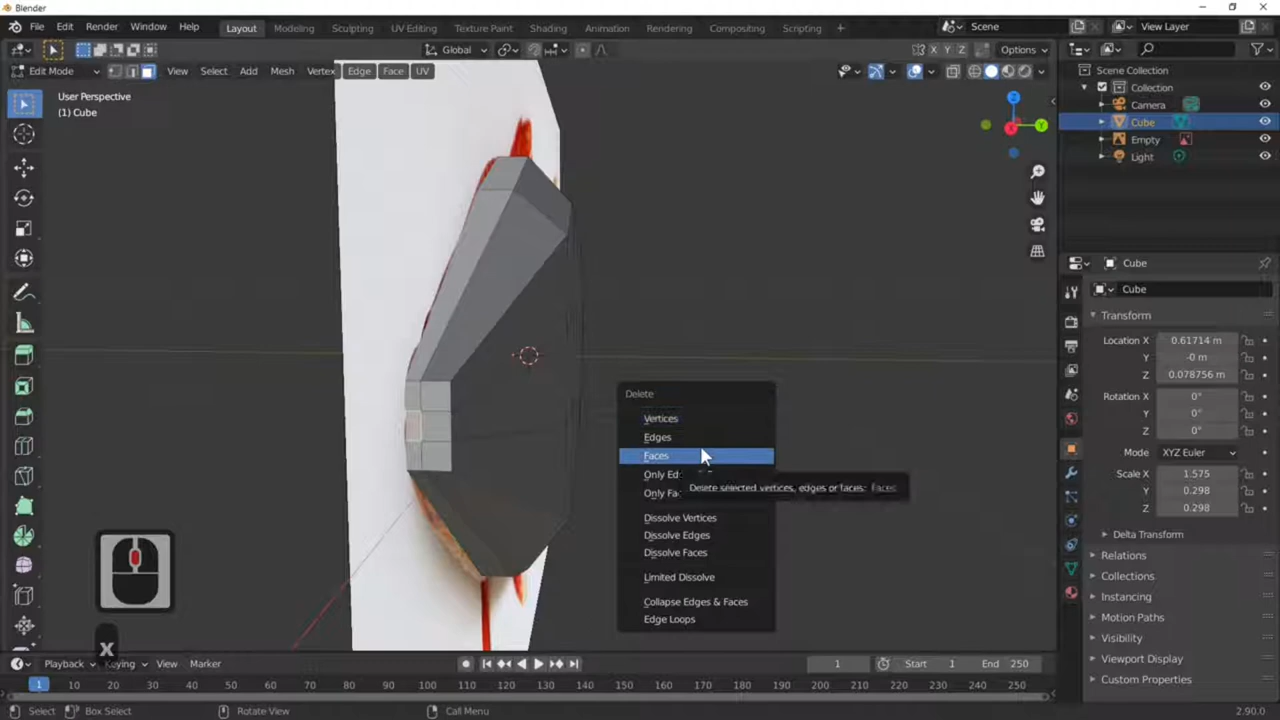 Blender
File Edit Render Window Help Layout Modeling Sculpting UV Editing Texture Paint Shading Animation Rendering Compositing Scripting + Scene View Layer
Global X Y Z Options
Edit Mode View Select Add Mesh Vertex Edge Face UV
User Perspective
(1) Cube
Scene Collection
Collection
Camera
Cube
Empty
Light
Cube
Cube
Transform
Location X 0.61714 m
Y -0 m
Z 0.078756 m
Rotation X 0°
Y 0°
Z 0°
Mode XYZ Euler
Scale X 1.575
Y 0.298
Z 0.298
Delta Transform
Relations
Collections
Instancing
Motion Paths
Visibility
Viewport Display
Custom Properties
Delete
Vertices
Edges
Faces
Only Ed
Only Fa
Delete selected vertices, edges or faces: Faces
Dissolve Vertices
Dissolve Edges
Dissolve Faces
Limited Dissolve
Collapse Edges & Faces
Edge Loops
x
Playback Keying View Marker 1 Start 1 End 250
1 10 20 30 40 50 60 70 80 90 100 110 120 130 140 150 160 170 180 190 200 210 220 230 240 250
Select Box Select Rotate View Call Menu 2.90.0